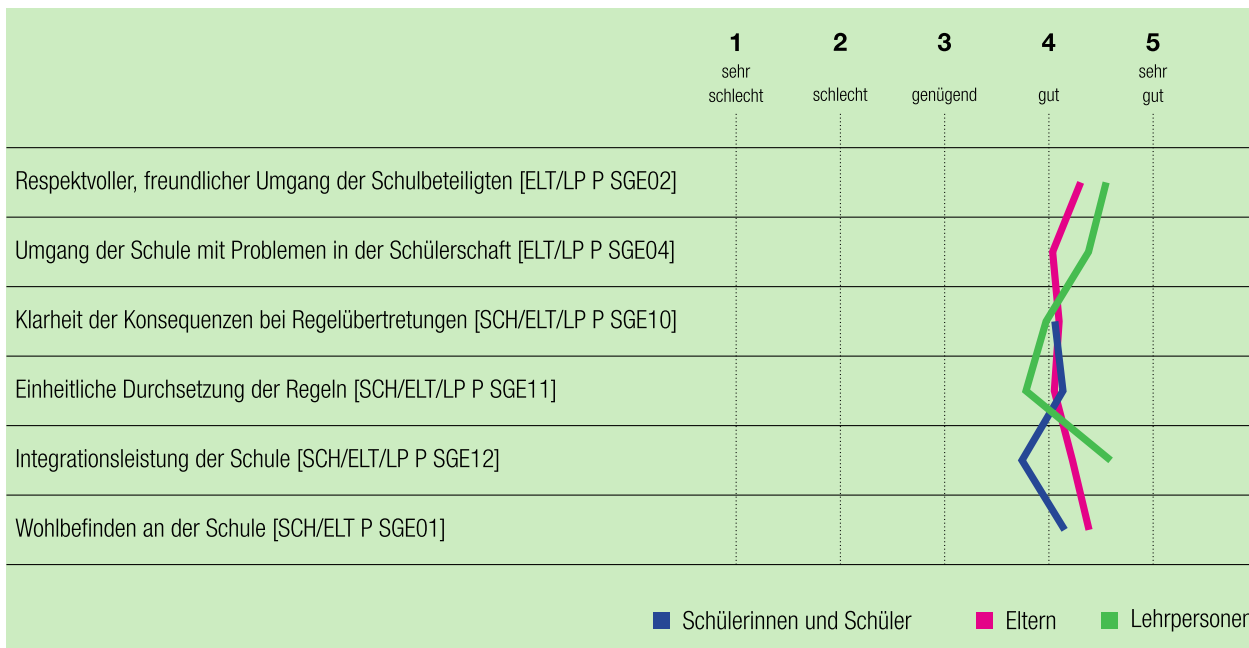 1 2 3 4 5
sehr schlecht schlecht genügend gut sehr gut
Respektvoller, freundlicher Umgang der Schulbeteiligten [ELT/LP P SGE02]
Umgang der Schule mit Problemen in der Schülerschaft [ELT/LP P SGE04]
Klarheit der Konsequenzen bei Regelübertretungen [SCH/ELT/LP P SGE10]
Einheitliche Durchsetzung der Regeln [SCH/ELT/LP P SGE11]
Integrationsleistung der Schule [SCH/ELT/LP P SGE12]
Wohlbefinden an der Schule [SCH/ELT P SGE01]
Schülerinnen und Schüler Eltern Lehrpersonen